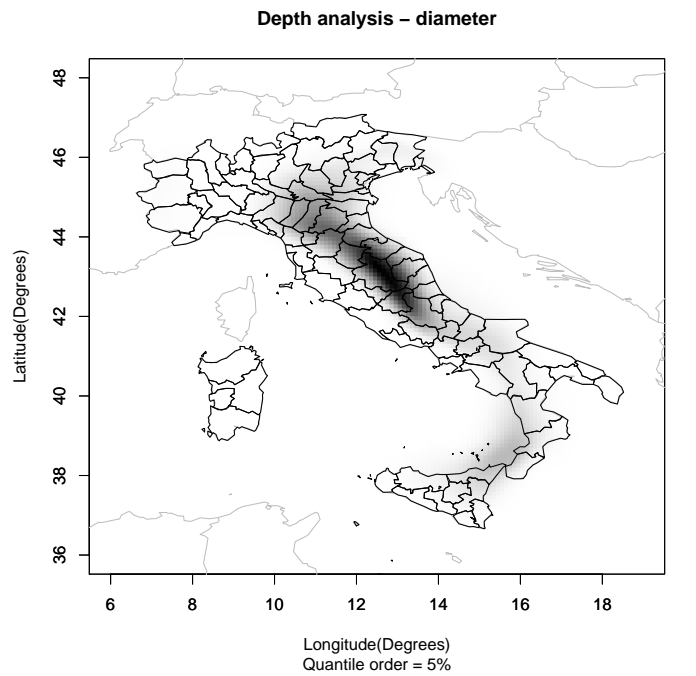 Depth analysis − diameter
Latitude(Degrees)
48
46
44
42
40
38
36
6 8 10 12 14 16 18
Longitude(Degrees)
Quantile order = 5%